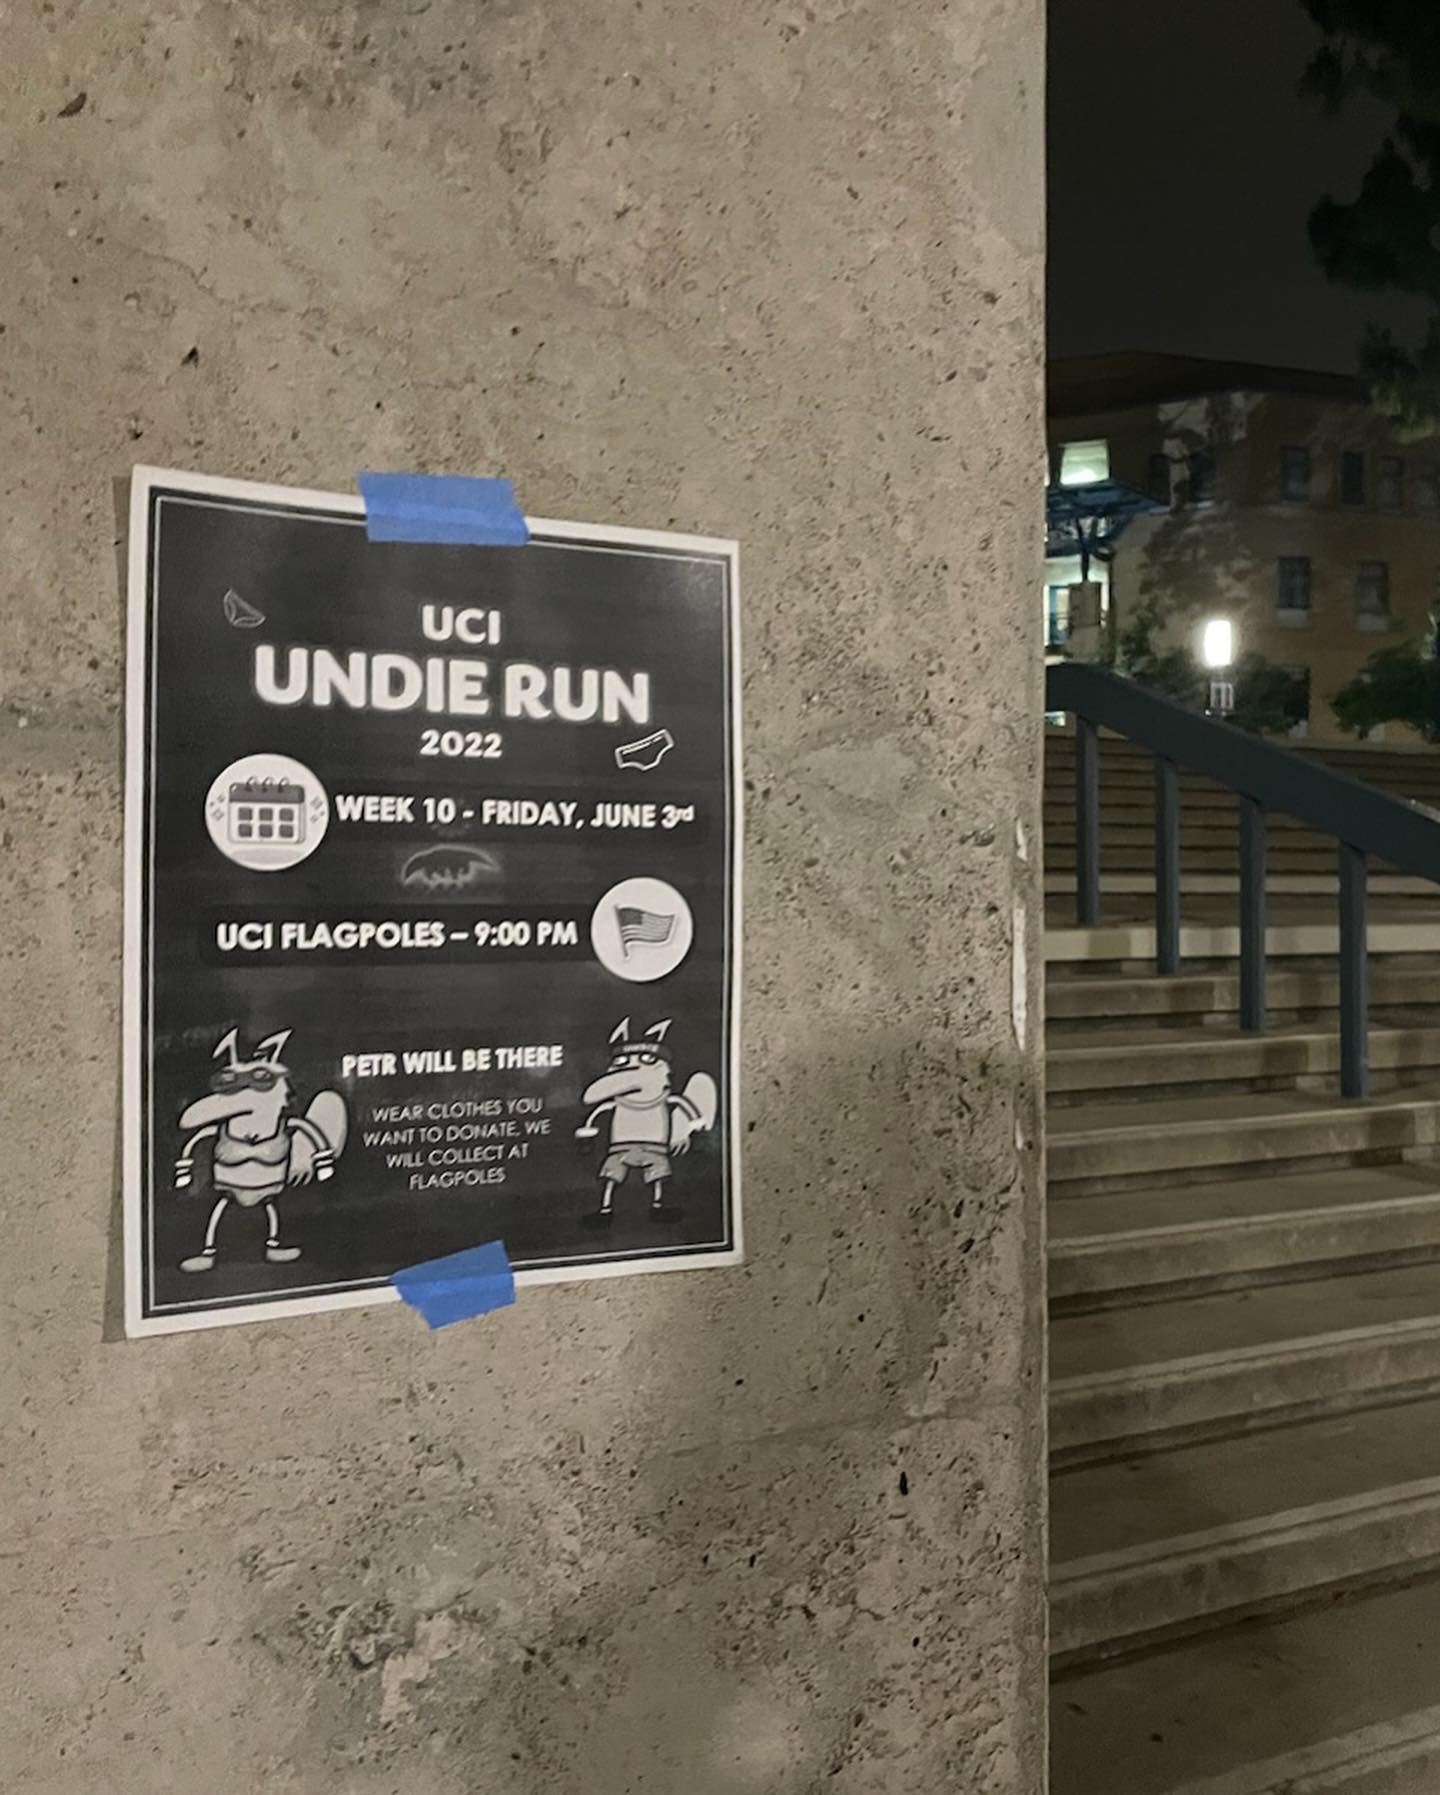 UCI
UNDIE RUN
2022
WEEK 10 - FRIDAY, JUNE 3rd
UCI FLAGPOLES – 9:00 PM
PETR WILL BE THERE
WEAR CLOTHES YOU
WANT TO DONATE, WE
WILL COLLECT AT
FLAGPOLES